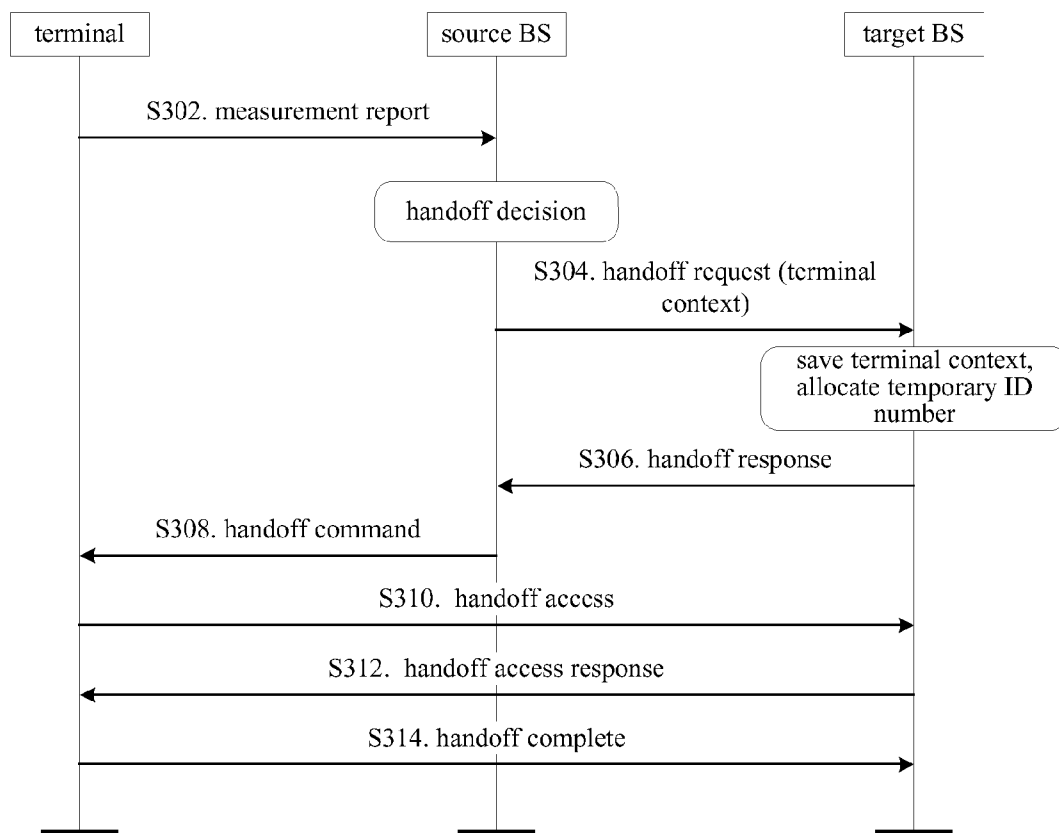 terminal
source BS
target BS
S302. measurement report
handoff decision
S304. handoff request (terminal
context)
save terminal context,
allocate temporary ID
number
S306. handoff response
S308. handoff command
S310. handoff access
S312. handoff access response
S314. handoff complete